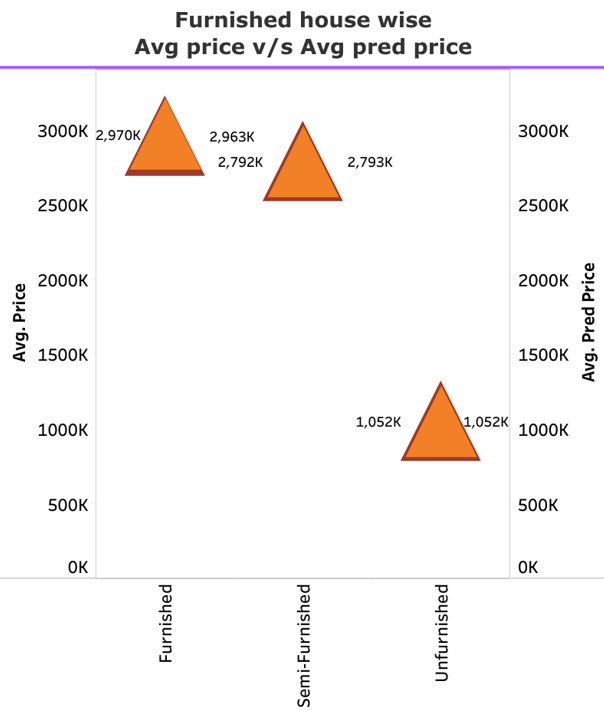 Furnished house wise
Avg price v/s Avg pred price
3000K
2,970K
2,963K
3000K
2,792K
2,793K
2500K
2500K
2000K
2000K
Avg. Price
Avg. Pred Price
1500K
1500K
1,052K
1,052K
1000K
1000K
500K
500K
0K
0K
Furnished
Semi-Furnished
Unfurnished